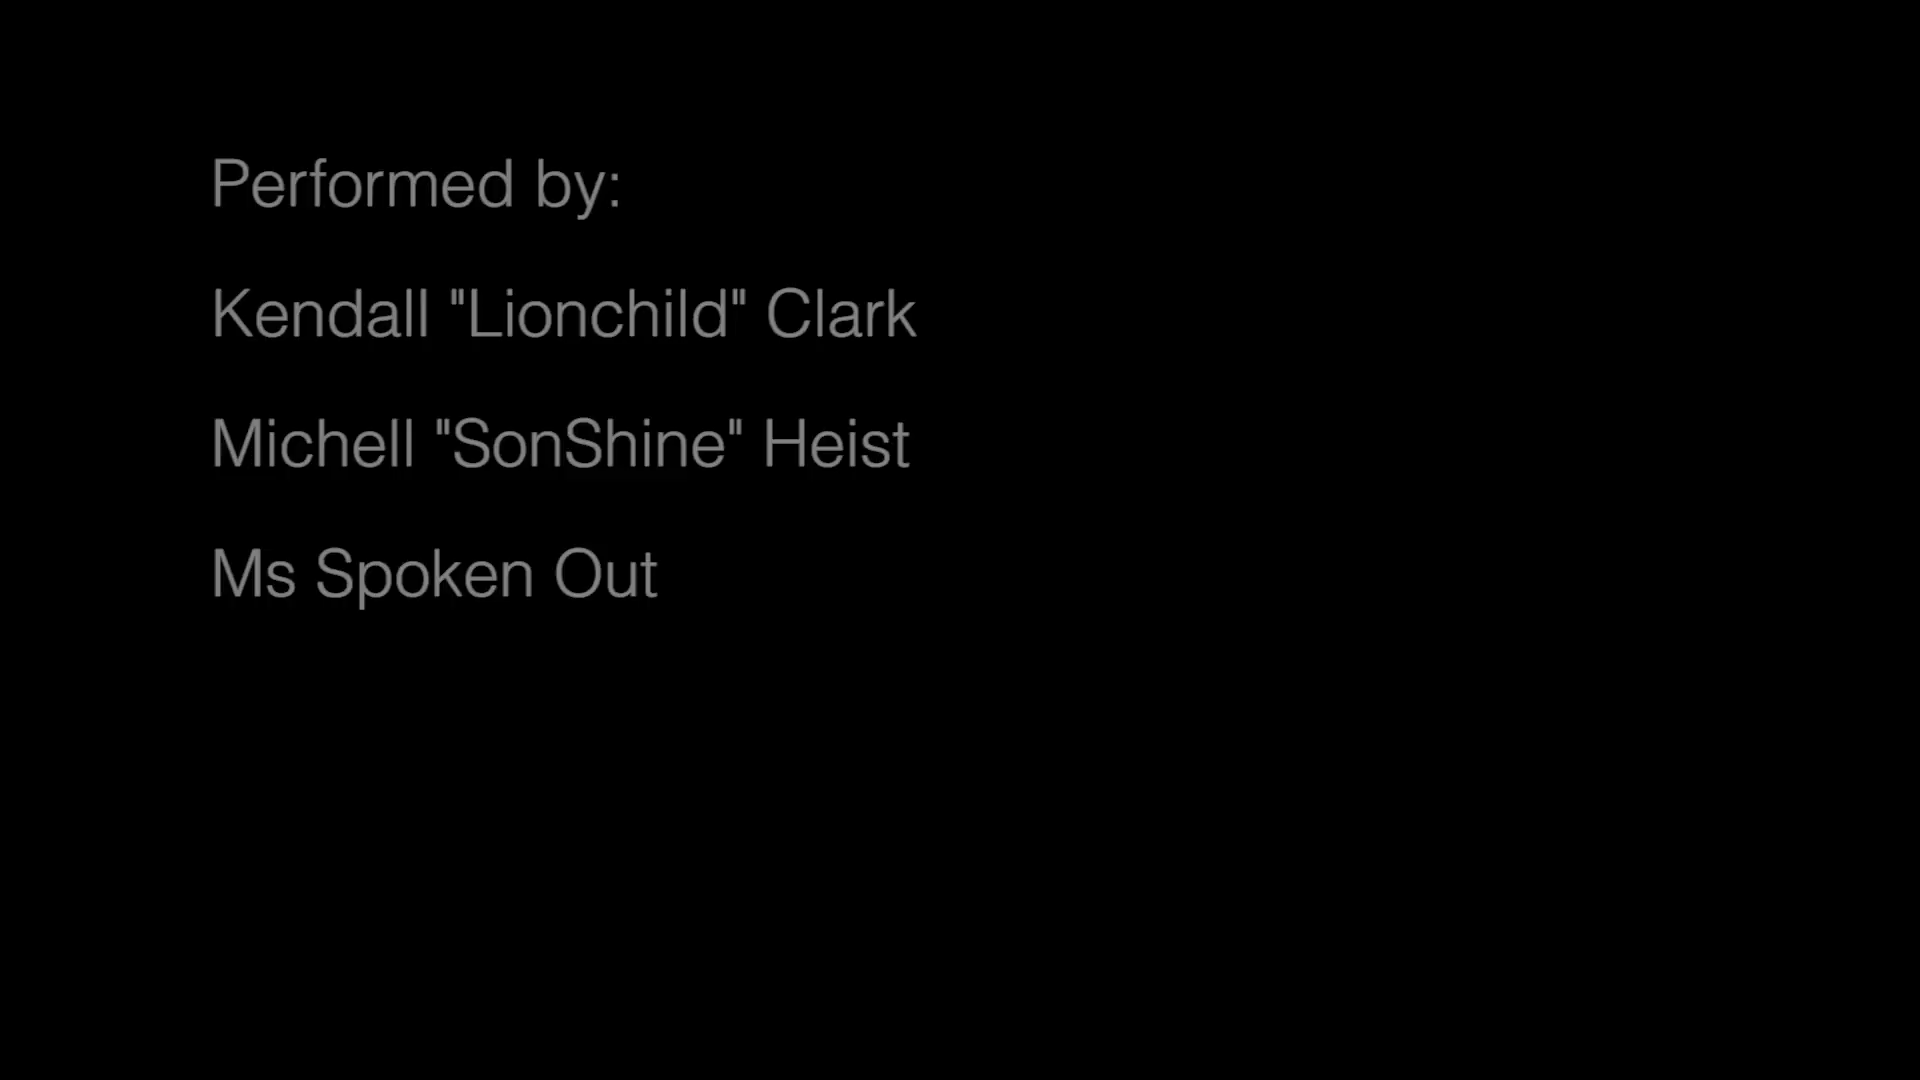 Performed by:
Kendall "Lionchild" Clark
Michell "SonShine" Heist
Ms Spoken Out